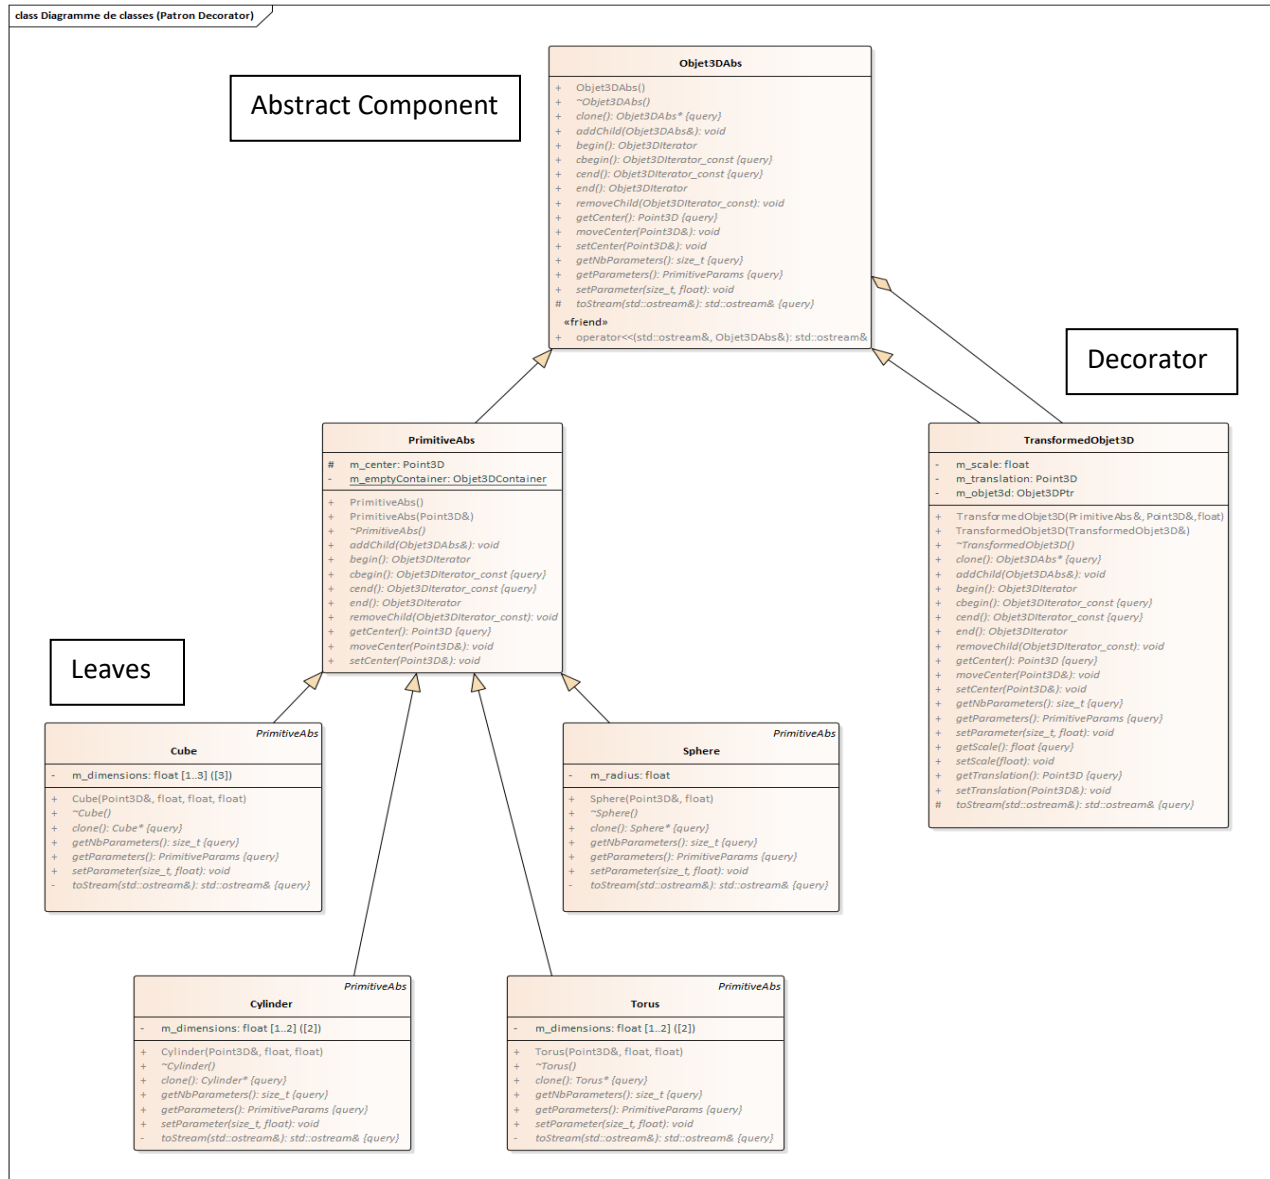 class Diagramme de classes (Patron Decorator)
Abstract Component
Objet3DAbs
+ Objet3DAbs()
+ ~Objet3DAbs()
+ clone(): Objet3DAbs* {query}
+ addChild(Objet3DAbs&): void
+ begin(): Objet3DIterator
+ cbegin(): Objet3DIterator_const {query}
+ cend(): Objet3DIterator_const {query}
+ end(): Objet3DIterator
+ removeChild(Objet3DIterator_const): void
+ getCenter(): Point3D {query}
+ moveCenter(Point3D&): void
+ setCenter(Point3D&): void
+ getNbParameters(): size_t {query}
+ getParameters(): PrimitiveParams {query}
+ setParameter(size_t, float): void
# toStream(std::ostream&): std::ostream& {query}
«friend»
+ operator<<(std::ostream&, Objet3DAbs&): std::ostream&
Decorator
PrimitiveAbs
# m_center: Point3D
- m_emptyContainer: Objet3DContainer
+ PrimitiveAbs()
+ PrimitiveAbs(Point3D&)
+ ~PrimitiveAbs()
+ addChild(Objet3DAbs&): void
+ begin(): Objet3DIterator
+ cbegin(): Objet3DIterator_const {query}
+ cend(): Objet3DIterator_const {query}
+ end(): Objet3DIterator
+ removeChild(Objet3DIterator_const): void
+ getCenter(): Point3D {query}
+ moveCenter(Point3D&): void
+ setCenter(Point3D&): void
TransformedObjet3D
- m_scale: float
- m_translation: Point3D
- m_objet3d: Objet3DPtr
+ TransformedObjet3D(PrimitiveAbs&, Point3D&,float)
+ TransformedObjet3D(TransformedObjet3D&)
+ ~TransformedObjet3D()
+ clone(): Objet3DAbs* {query}
+ addChild(Objet3DAbs&): void
+ begin(): Objet3DIterator
+ cbegin(): Objet3DIterator_const {query}
+ cend(): Objet3DIterator_const {query}
+ end(): Objet3DIterator
+ removeChild(Objet3DIterator_const): void
+ getCenter(): Point3D {query}
+ moveCenter(Point3D&): void
+ setCenter(Point3D&): void
+ getNbParameters(): size_t {query}
+ getParameters(): PrimitiveParams {query}
+ setParameter(size_t, float): void
+ getScale(): float {query}
+ setScale(float): void
+ getTranslation(): Point3D {query}
+ setTranslation(Point3D&): void
# toStream(std::ostream&): std::ostream& {query}
Leaves
PrimitiveAbs
Cube
- m_dimensions: float [1..3] ([3])
+ Cube(Point3D&, float, float, float)
+ ~Cube()
+ clone(): Cube* {query}
+ getNbParameters(): size_t {query}
+ getParameters(): PrimitiveParams {query}
+ setParameter(size_t, float): void
- toStream(std::ostream&): std::ostream& {query}
PrimitiveAbs
Sphere
- m_radius: float
+ Sphere(Point3D&, float)
+ ~Sphere()
+ clone(): Sphere* {query}
+ getNbParameters(): size_t {query}
+ getParameters(): PrimitiveParams {query}
+ setParameter(size_t, float): void
- toStream(std::ostream&): std::ostream& {query}
PrimitiveAbs
Cylinder
- m_dimensions: float [1..2] ([2])
+ Cylinder(Point3D&, float, float)
+ ~Cylinder()
+ clone(): Cylinder* {query}
+ getNbParameters(): size_t {query}
+ getParameters(): PrimitiveParams {query}
+ setParameter(size_t, float): void
- toStream(std::ostream&): std::ostream& {query}
PrimitiveAbs
Torus
- m_dimensions: float [1..2] ([2])
+ Torus(Point3D&, float, float)
+ ~Torus()
+ clone(): Torus* {query}
+ getNbParameters(): size_t {query}
+ getParameters(): PrimitiveParams {query}
+ setParameter(size_t, float): void
- toStream(std::ostream&): std::ostream& {query}